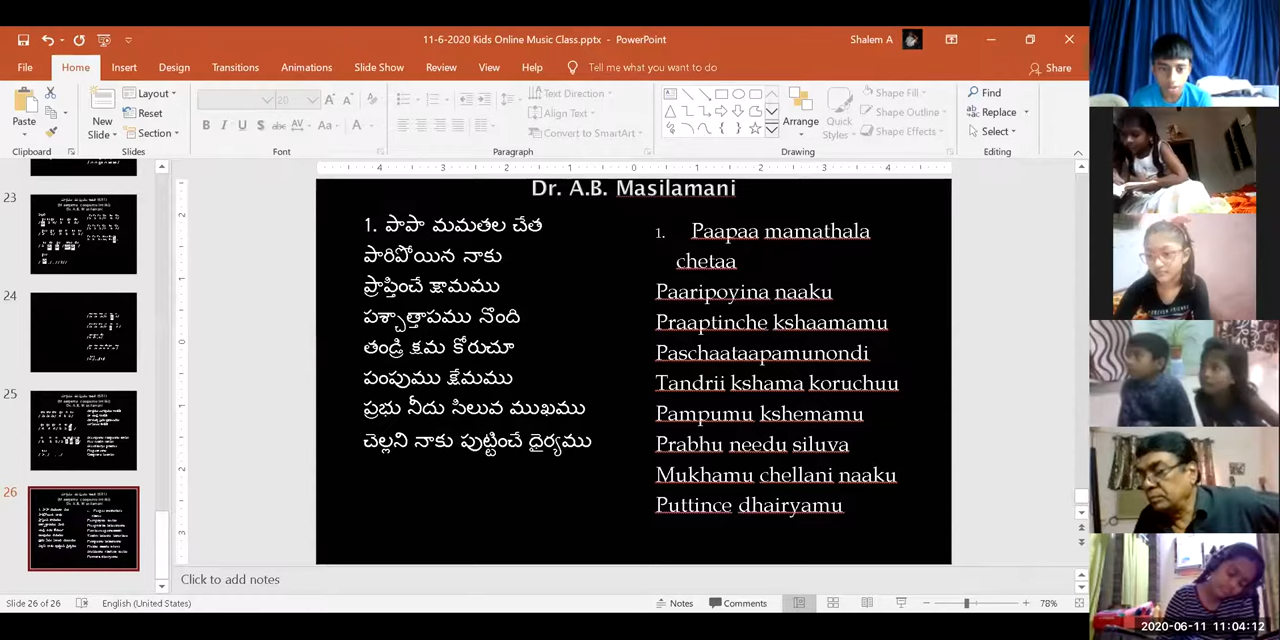 11-6-2020 Kids Online Music Class.pptx - PowerPoint
Shalem A
File Home Insert Design Transitions Animations Slide Show Review View Help Tell me what you want to do Share
Paste
Clipboard
New Slide
Layout
Reset
Section
Slides
20
B I U S abc AV Aa A
Font
Text Direction
Align Text
Convert to SmartArt
Paragraph
Arrange
Quick Styles
Shape Fill
Shape Outline
Shape Effects
Drawing
Find
Replace
Select
Editing
23
24
25
26
Dr. A.B. Masilamani
1. పాపా మమతల చేత
పారిపోయిన నాకు
ప్రాప్తించే క్షామము
పశ్చాత్తాపము నొంది
తండ్రి క్షమ కోరుచూ
పంపుము క్షేమము
ప్రభు నీదు సిలువ ముఖము
చెల్లని నాకు పుట్టించే ధైర్యము
1. Paapaa mamathala
chetaa
Paaripoyina naaku
Praaptinche kshaamamu
Paschaataapamunondi
Tandrii kshama koruchuu
Pampumu kshemamu
Prabhu needu siluva
Mukhamu chellani naaku
Puttince dhairyamu
Click to add notes
Slide 26 of 26 English (United States) Notes Comments 78%
2020-06-11 11:04:12